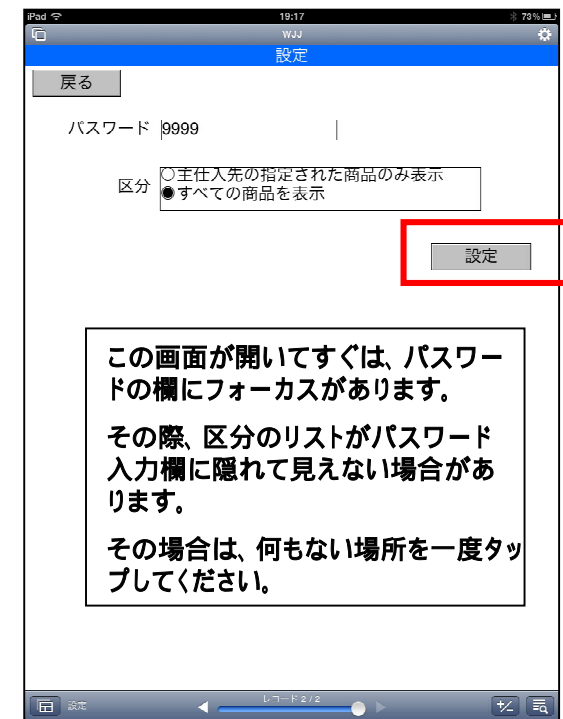 iPad 19:17 73%
WJJ
設定
戻る
パスワード 9999
区分 ○主仕入先の指定された商品のみ表示
●すべての商品を表示
設定
この画面が開いてすぐは、パスワー
ドの欄にフォーカスがあります。
その際、区分のリストがパスワード
入力欄に隠れて見えない場合があ
ります。
その場合は、何もない場所を一度タッ
プしてください。
設定 レコード 2 / 2